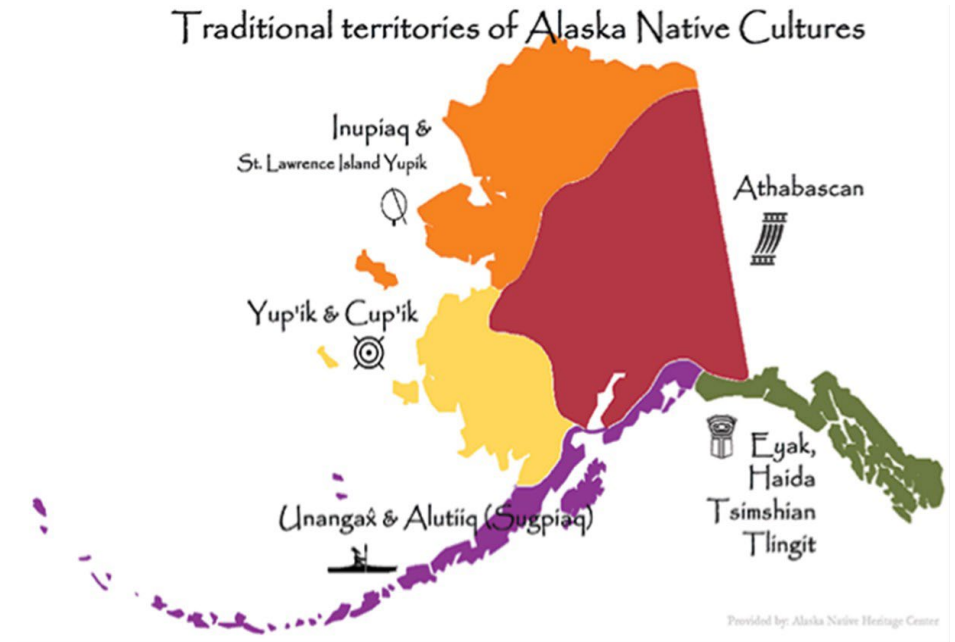 Traditional territories of Alaska Native Cultures
Inupiaq &
St. Lawrence Island Yupik
Athabascan
Yup'ik & Cup'ik
Eyak,
Haida
Tsimshian
Tlingit
Unangax̂ & Alutiiq (Sugpiaq)
Provided by: Alaska Native Heritage Center